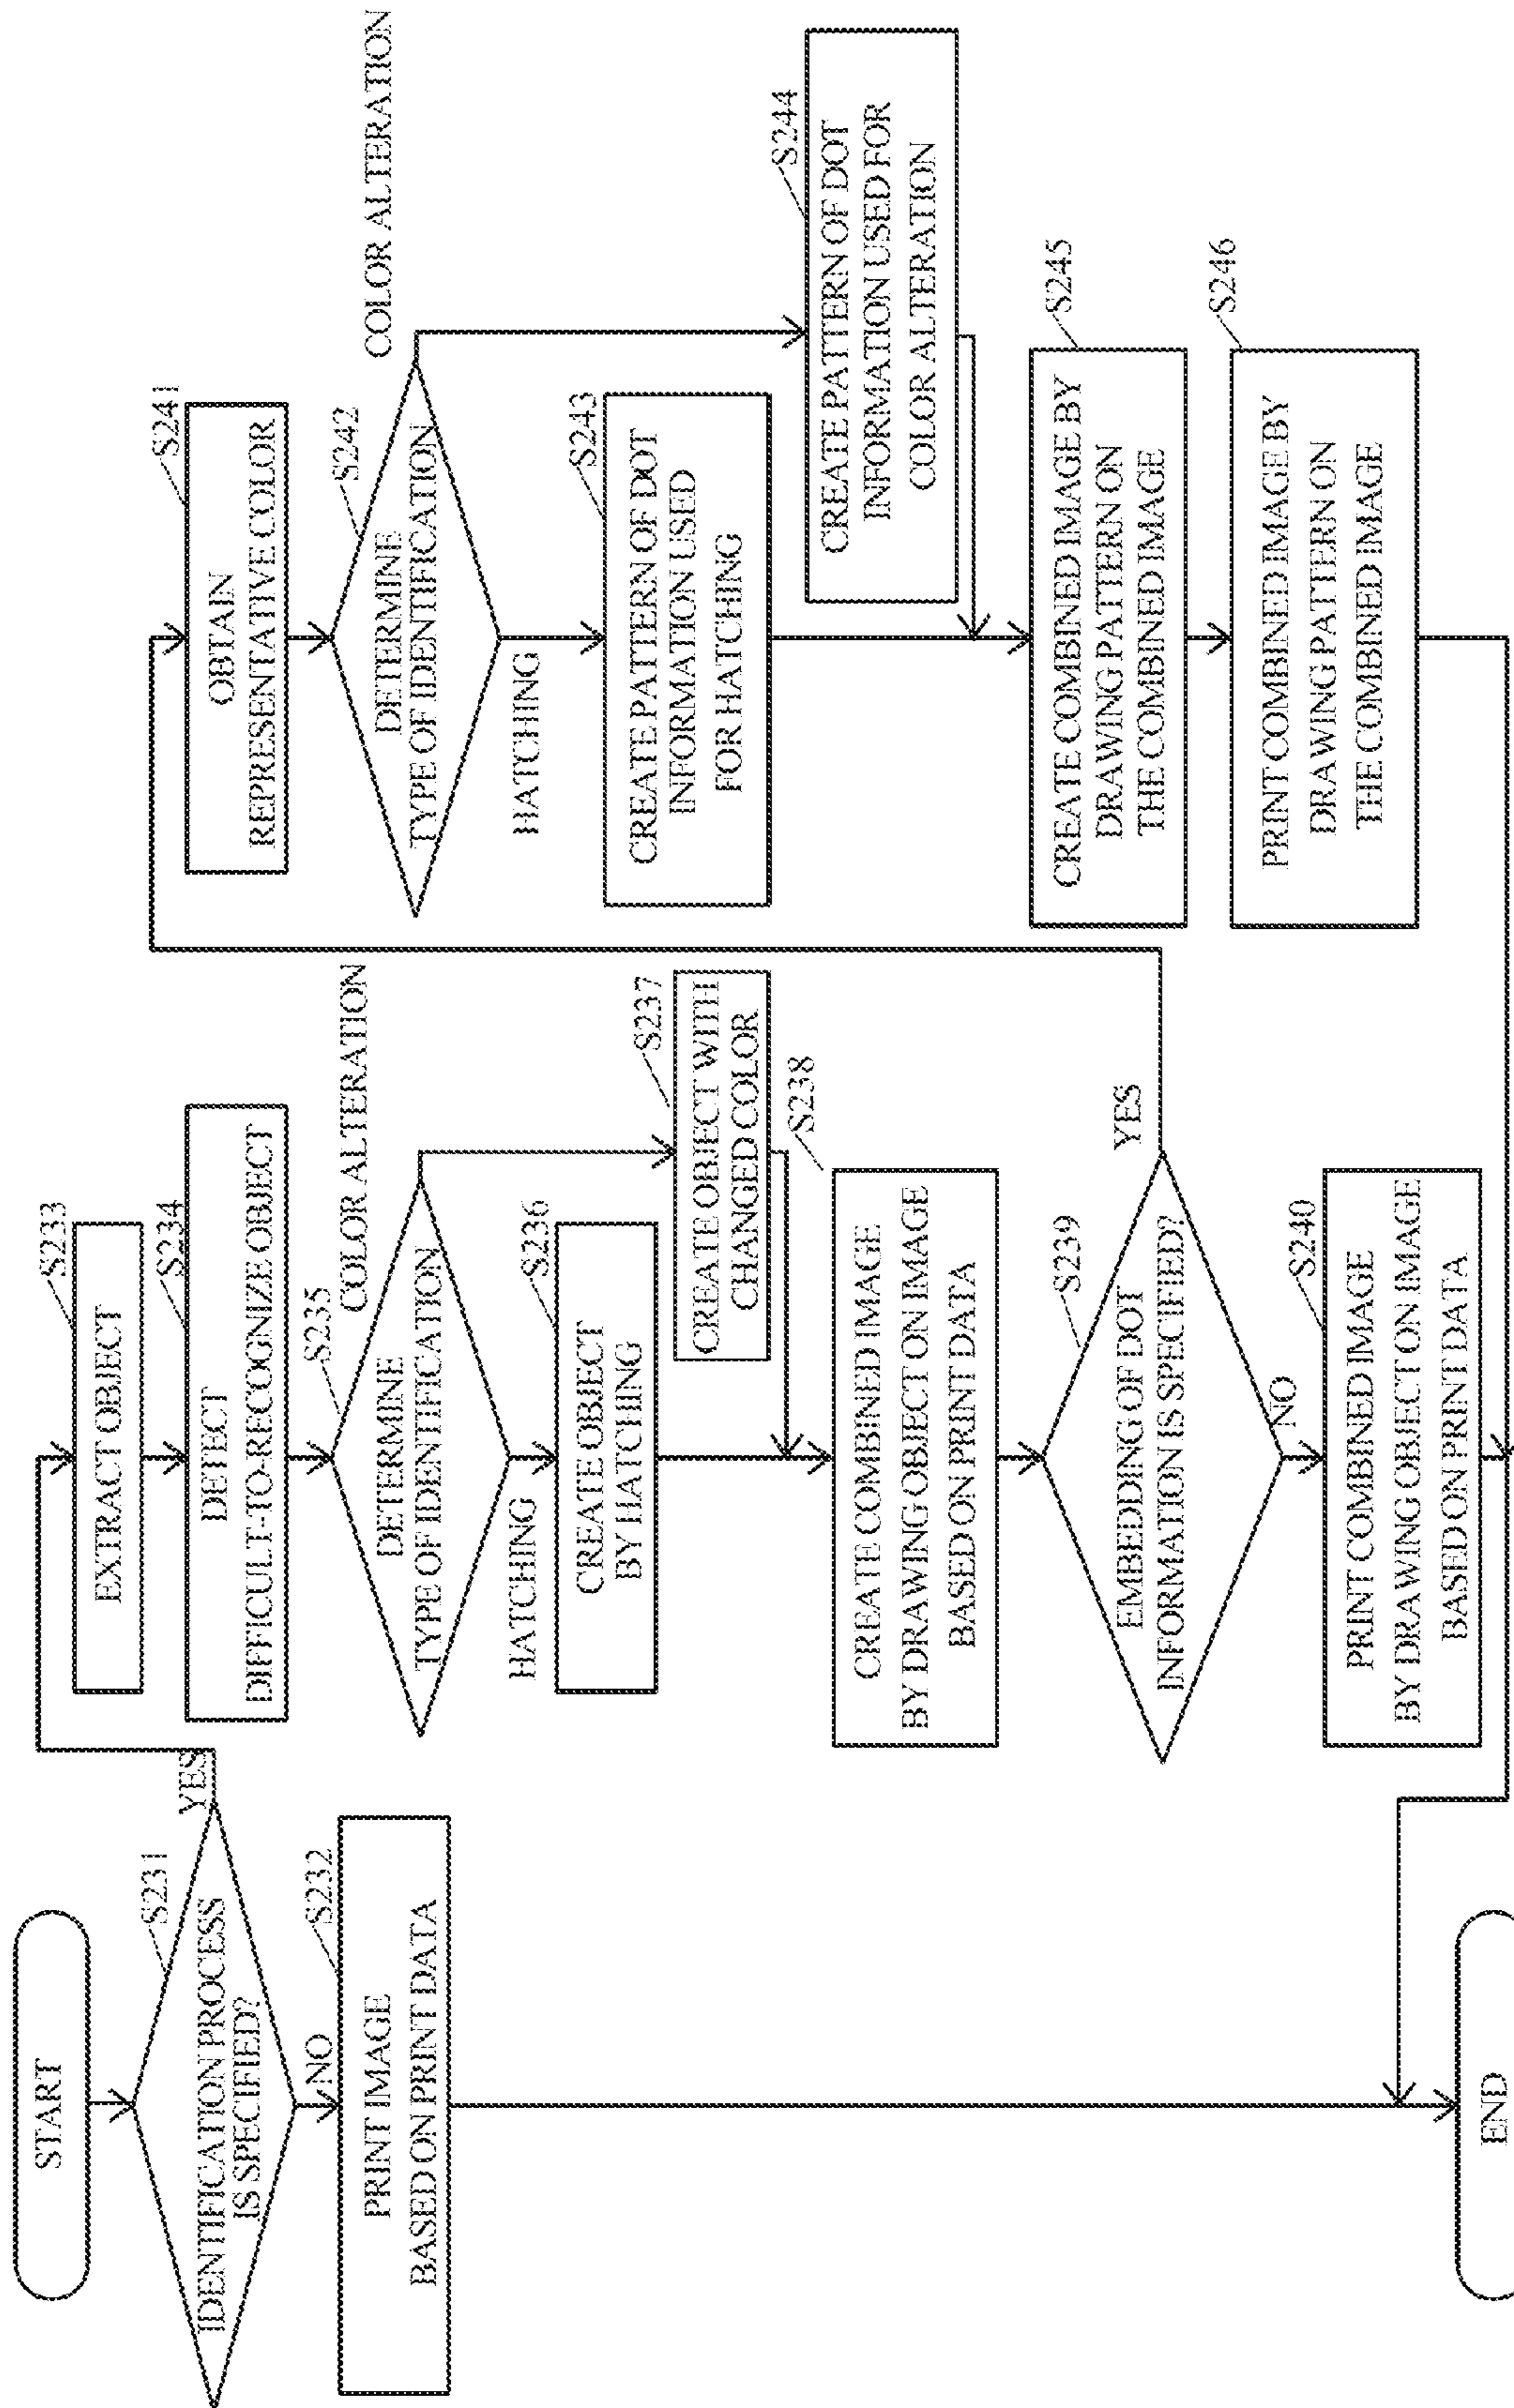 START
S231
IDENTIFICATION PROCESS
IS SPECIFIED?
YES
NO
S232
PRINT IMAGE
BASED ON PRINT DATA
END
S233
EXTRACT OBJECT
S234
DETECT
DIFFICULT-TO-RECOGNIZE OBJECT
S235
DETERMINE
TYPE OF IDENTIFICATION
COLOR ALTERATION
HATCHING
S236
CREATE OBJECT
BY HATCHING
S237
CREATE OBJECT WITH
CHANGED COLOR
S238
CREATE COMBINED IMAGE
BY DRAWING OBJECT ON IMAGE
BASED ON PRINT DATA
S239
EMBEDDING OF DOT
INFORMATION IS SPECIFIED?
YES
NO
S240
PRINT COMBINED IMAGE
BY DRAWING OBJECT ON IMAGE
BASED ON PRINT DATA
S241
OBTAIN
REPRESENTATIVE COLOR
S242
DETERMINE
TYPE OF IDENTIFICATION
COLOR ALTERATION
HATCHING
S243
CREATE PATTERN OF DOT
INFORMATION USED
FOR HATCHING
S244
CREATE PATTERN OF DOT
INFORMATION USED FOR
COLOR ALTERATION
S245
CREATE COMBINED IMAGE BY
DRAWING PATTERN ON
THE COMBINED IMAGE
S246
PRINT COMBINED IMAGE BY
DRAWING PATTERN ON
THE COMBINED IMAGE